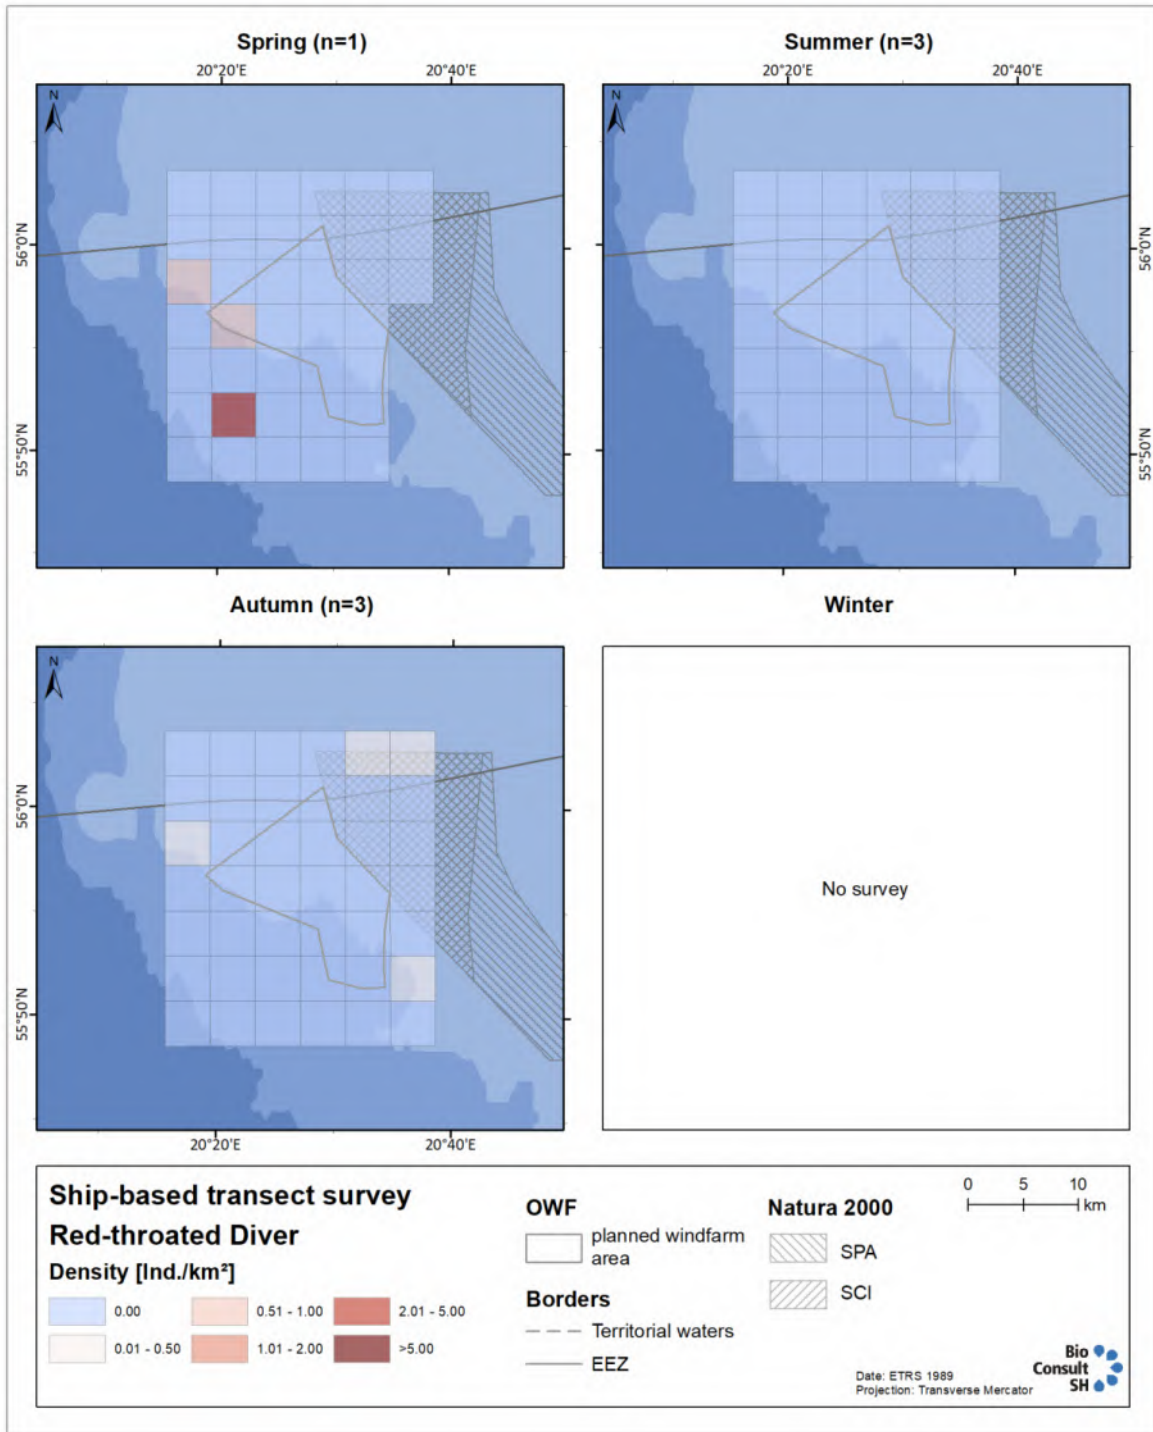 Spring (n=1)
Summer (n=3)
20°20'E
20°40'E
20°20'E
20°40'E
N
N
56°0'N
56°0'N
55°50'N
55°50'N
Autumn (n=3)
Winter
N
56°0'N
No survey
55°50'N
20°20'E
20°40'E
Ship-based transect survey
Red-throated Diver
Density [Ind./km²]
0.00
0.51 - 1.00
2.01 - 5.00
0.01 - 0.50
1.01 - 2.00
>5.00
OWF
planned windfarm
area
Borders
Territorial waters
EEZ
Natura 2000
SPA
SCI
0 5 10
km
Date: ETRS 1989
Projection: Transverse Mercator
Bio
Consult
SH